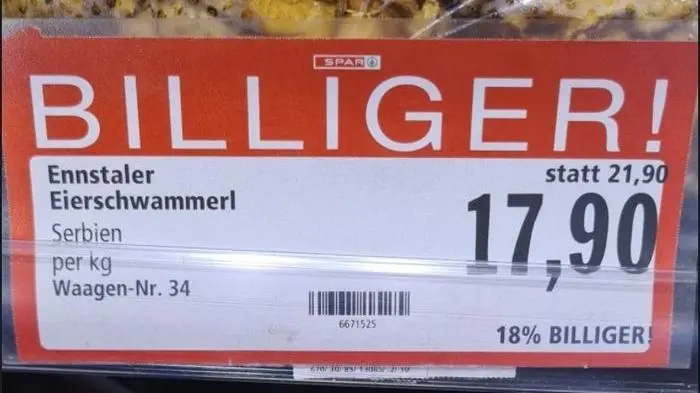 SPAR
BILLIGER!
Ennstaler
Eierschwammerl
statt 21,90
17,90
Serbien
per kg
Waagen-Nr. 34
6671525
18% BILLIGER!